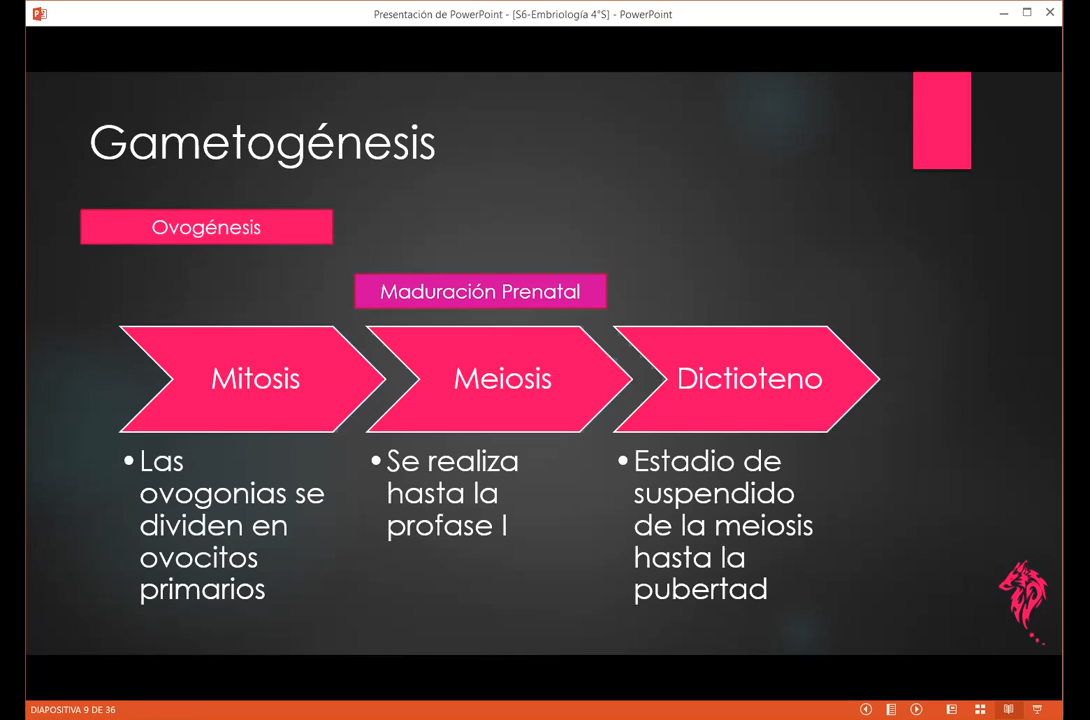 Presentación de PowerPoint - [S6-Embriología 4°S] - PowerPoint
Gametogénesis
Ovogénesis
Maduración Prenatal
Mitosis
Meiosis
Dictioteno
•Las
ovogonias se
dividen en
ovocitos
primarios
•Se realiza
hasta la
profase I
•Estadio de
suspendido
de la meiosis
hasta la
pubertad
DIAPOSITIVA 9 DE 36